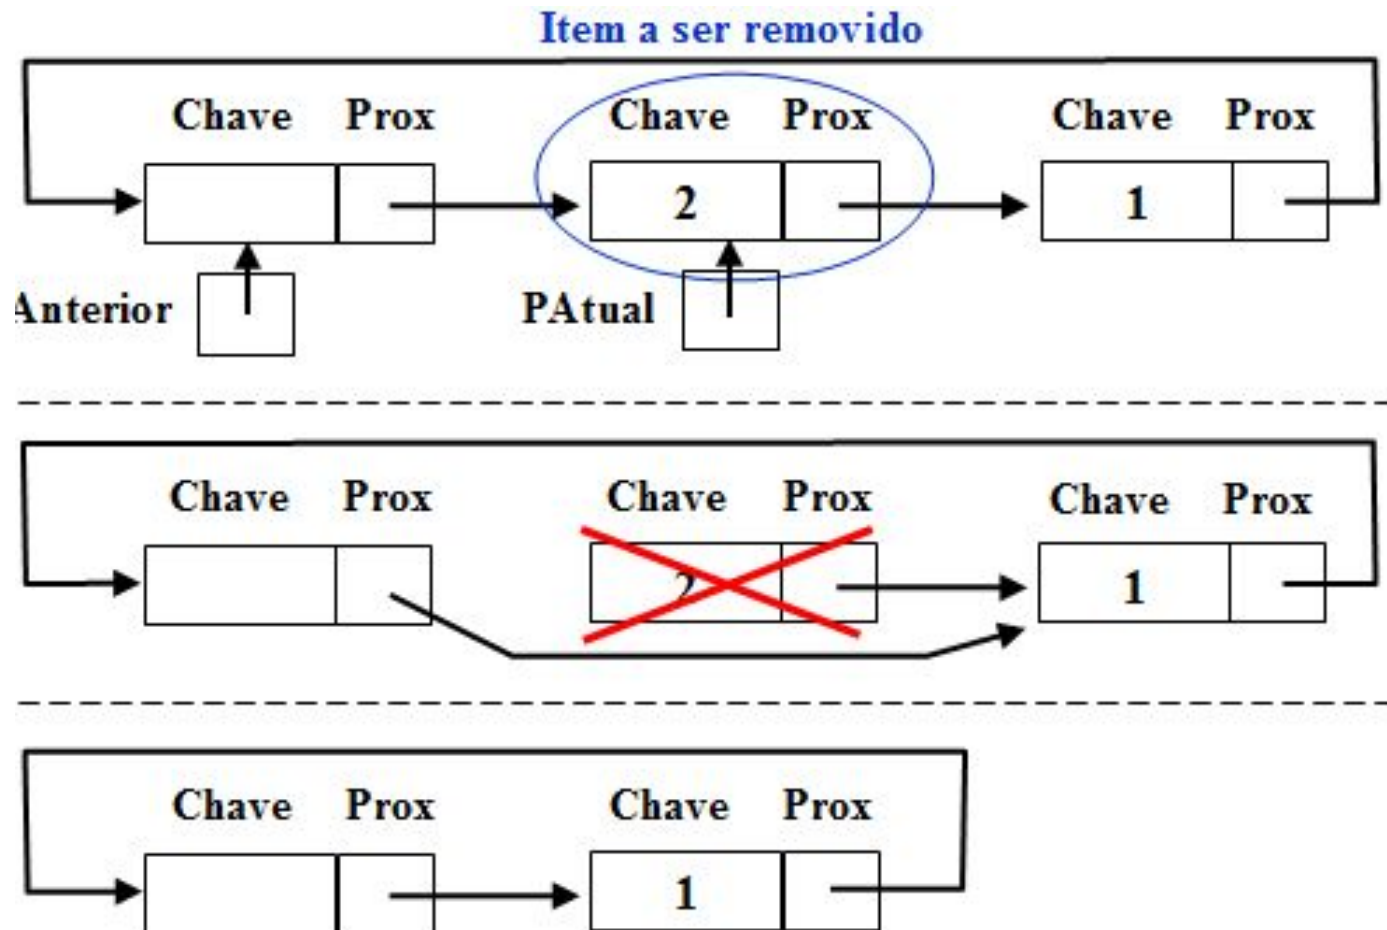 Item a ser removido
Chave Prox Chave Prox Chave Prox
2 1
Anterior PAtual
Chave Prox Chave Prox Chave Prox
2 1
Chave Prox Chave Prox
1